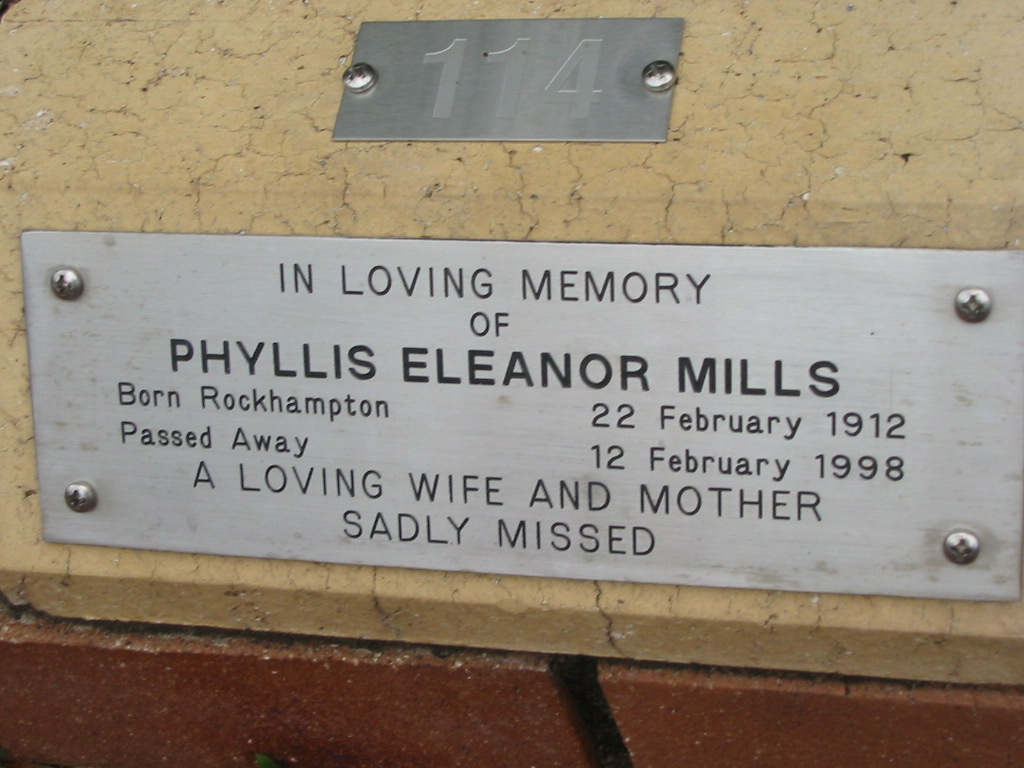 114
IN LOVING MEMORY
OF
PHYLLIS ELEANOR MILLS
Born Rockhampton 22 February 1912
Passed Away 12 February 1998
A LOVING WIFE AND MOTHER
SADLY MISSED